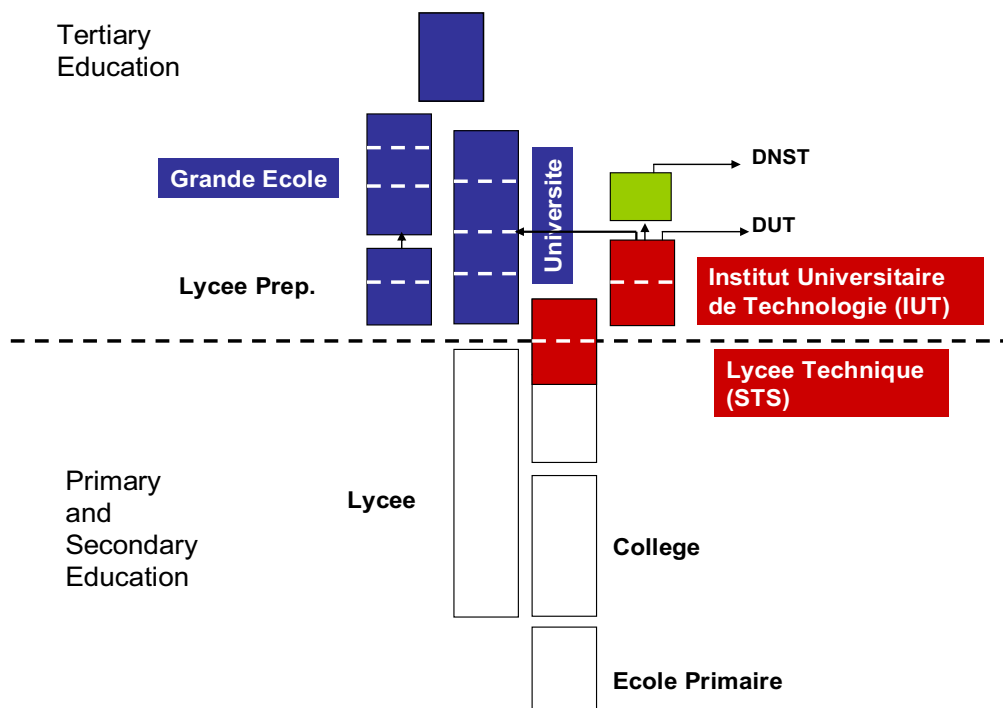 Tertiary
Education
Grande Ecole
Universite
DNST
DUT
Lycee Prep.
Institut Universitaire
de Technologie (IUT)
Lycee Technique
(STS)
Primary
and
Secondary
Education
Lycee
College
Ecole Primaire